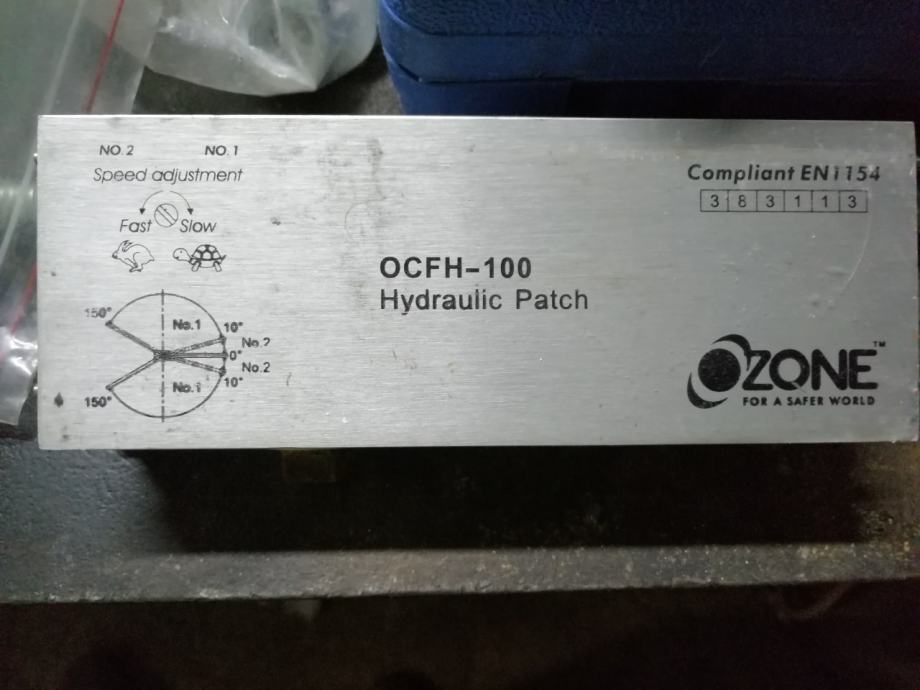 NO.2 NO.1
Speed adjustment
Fast Slow
150° No.1 10°
No.2
0°
No.2
150° No.1 10°
OCFH-100
Hydraulic Patch
Compliant EN1154
3 8 3 1 1 3
OZONE™
FOR A SAFER WORLD